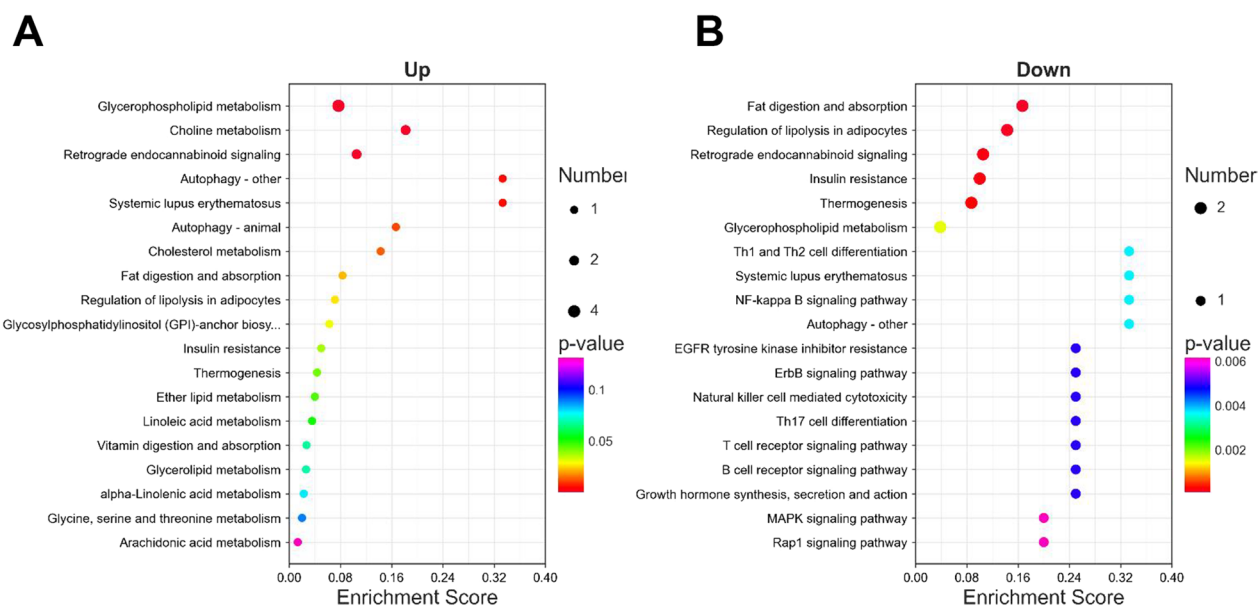 A
Up
Glycerophospholipid metabolism
Choline metabolism
Retrograde endocannabinoid signaling
Autophagy - other
Systemic lupus erythematosus
Autophagy - animal
Cholesterol metabolism
Fat digestion and absorption
Regulation of lipolysis in adipocytes
Glycosylphosphatidylinositol (GPI)-anchor biosy...
Insulin resistance
Thermogenesis
Ether lipid metabolism
Linoleic acid metabolism
Vitamin digestion and absorption
Glycerolipid metabolism
alpha-Linolenic acid metabolism
Glycine, serine and threonine metabolism
Arachidonic acid metabolism
0.00 0.08 0.16 0.24 0.32 0.40
Enrichment Score
Number
1
2
4
p-value
0.1
0.05
B
Down
Fat digestion and absorption
Regulation of lipolysis in adipocytes
Retrograde endocannabinoid signaling
Insulin resistance
Thermogenesis
Glycerophospholipid metabolism
Th1 and Th2 cell differentiation
Systemic lupus erythematosus
NF-kappa B signaling pathway
Autophagy - other
EGFR tyrosine kinase inhibitor resistance
ErbB signaling pathway
Natural killer cell mediated cytotoxicity
Th17 cell differentiation
T cell receptor signaling pathway
B cell receptor signaling pathway
Growth hormone synthesis, secretion and action
MAPK signaling pathway
Rap1 signaling pathway
0.00 0.08 0.16 0.24 0.32 0.40
Enrichment Score
Number
2
1
p-value
0.006
0.004
0.002